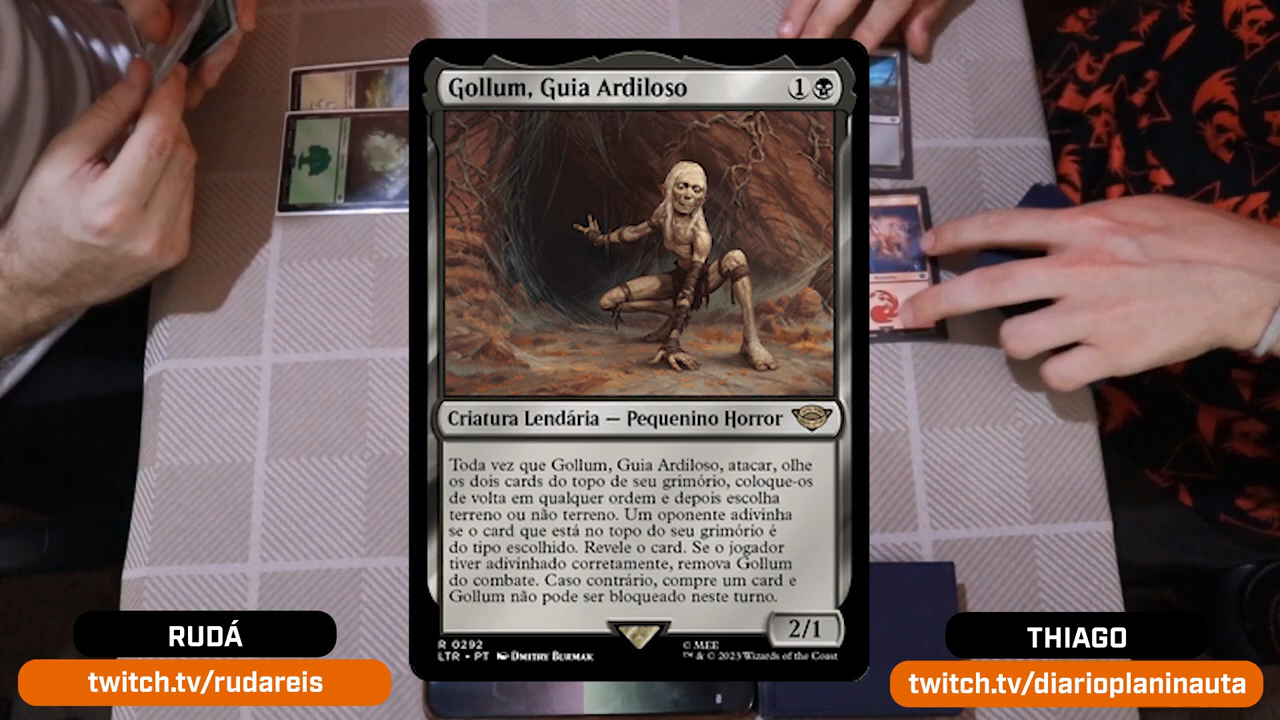 Gollum, Guia Ardiloso 1
Criatura Lendária — Pequenino Horror
Toda vez que Gollum, Guia Ardiloso, atacar, olhe
os dois cards do topo de seu grimório, coloque-os
de volta em qualquer ordem e depois escolha
terreno ou não terreno. Um oponente adivinha
se o card que está no topo do seu grimório é
do tipo escolhido. Revele o card. Se o jogador
tiver adivinhado corretamente, remova Gollum
do combate. Caso contrário, compre um card e
Gollum não pode ser bloqueado neste turno.
2/1
R 0292
LTR • PT Dmitry Burmak
© MEE
™ & © 2023 Wizards of the Coast
RUDÁ
twitch.tv/rudareis
THIAGO
twitch.tv/diarioplaninauta